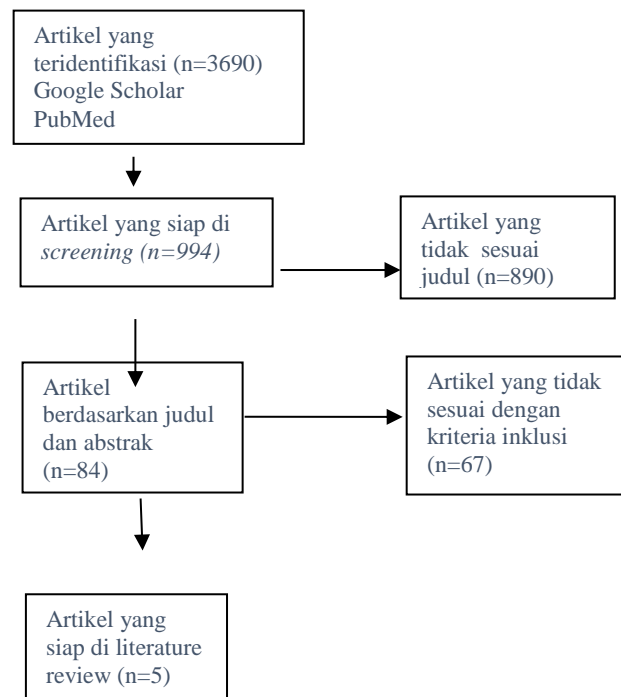 Artikel yang
teridentifikasi (n=3690)
Google Scholar
PubMed
Artikel yang siap di
screening (n=994)
Artikel yang
tidak sesuai
judul (n=890)
Artikel
berdasarkan judul
dan abstrak
(n=84)
Artikel yang tidak
sesuai dengan
kriteria inklusi
(n=67)
Artikel yang
siap di literature
review (n=5)